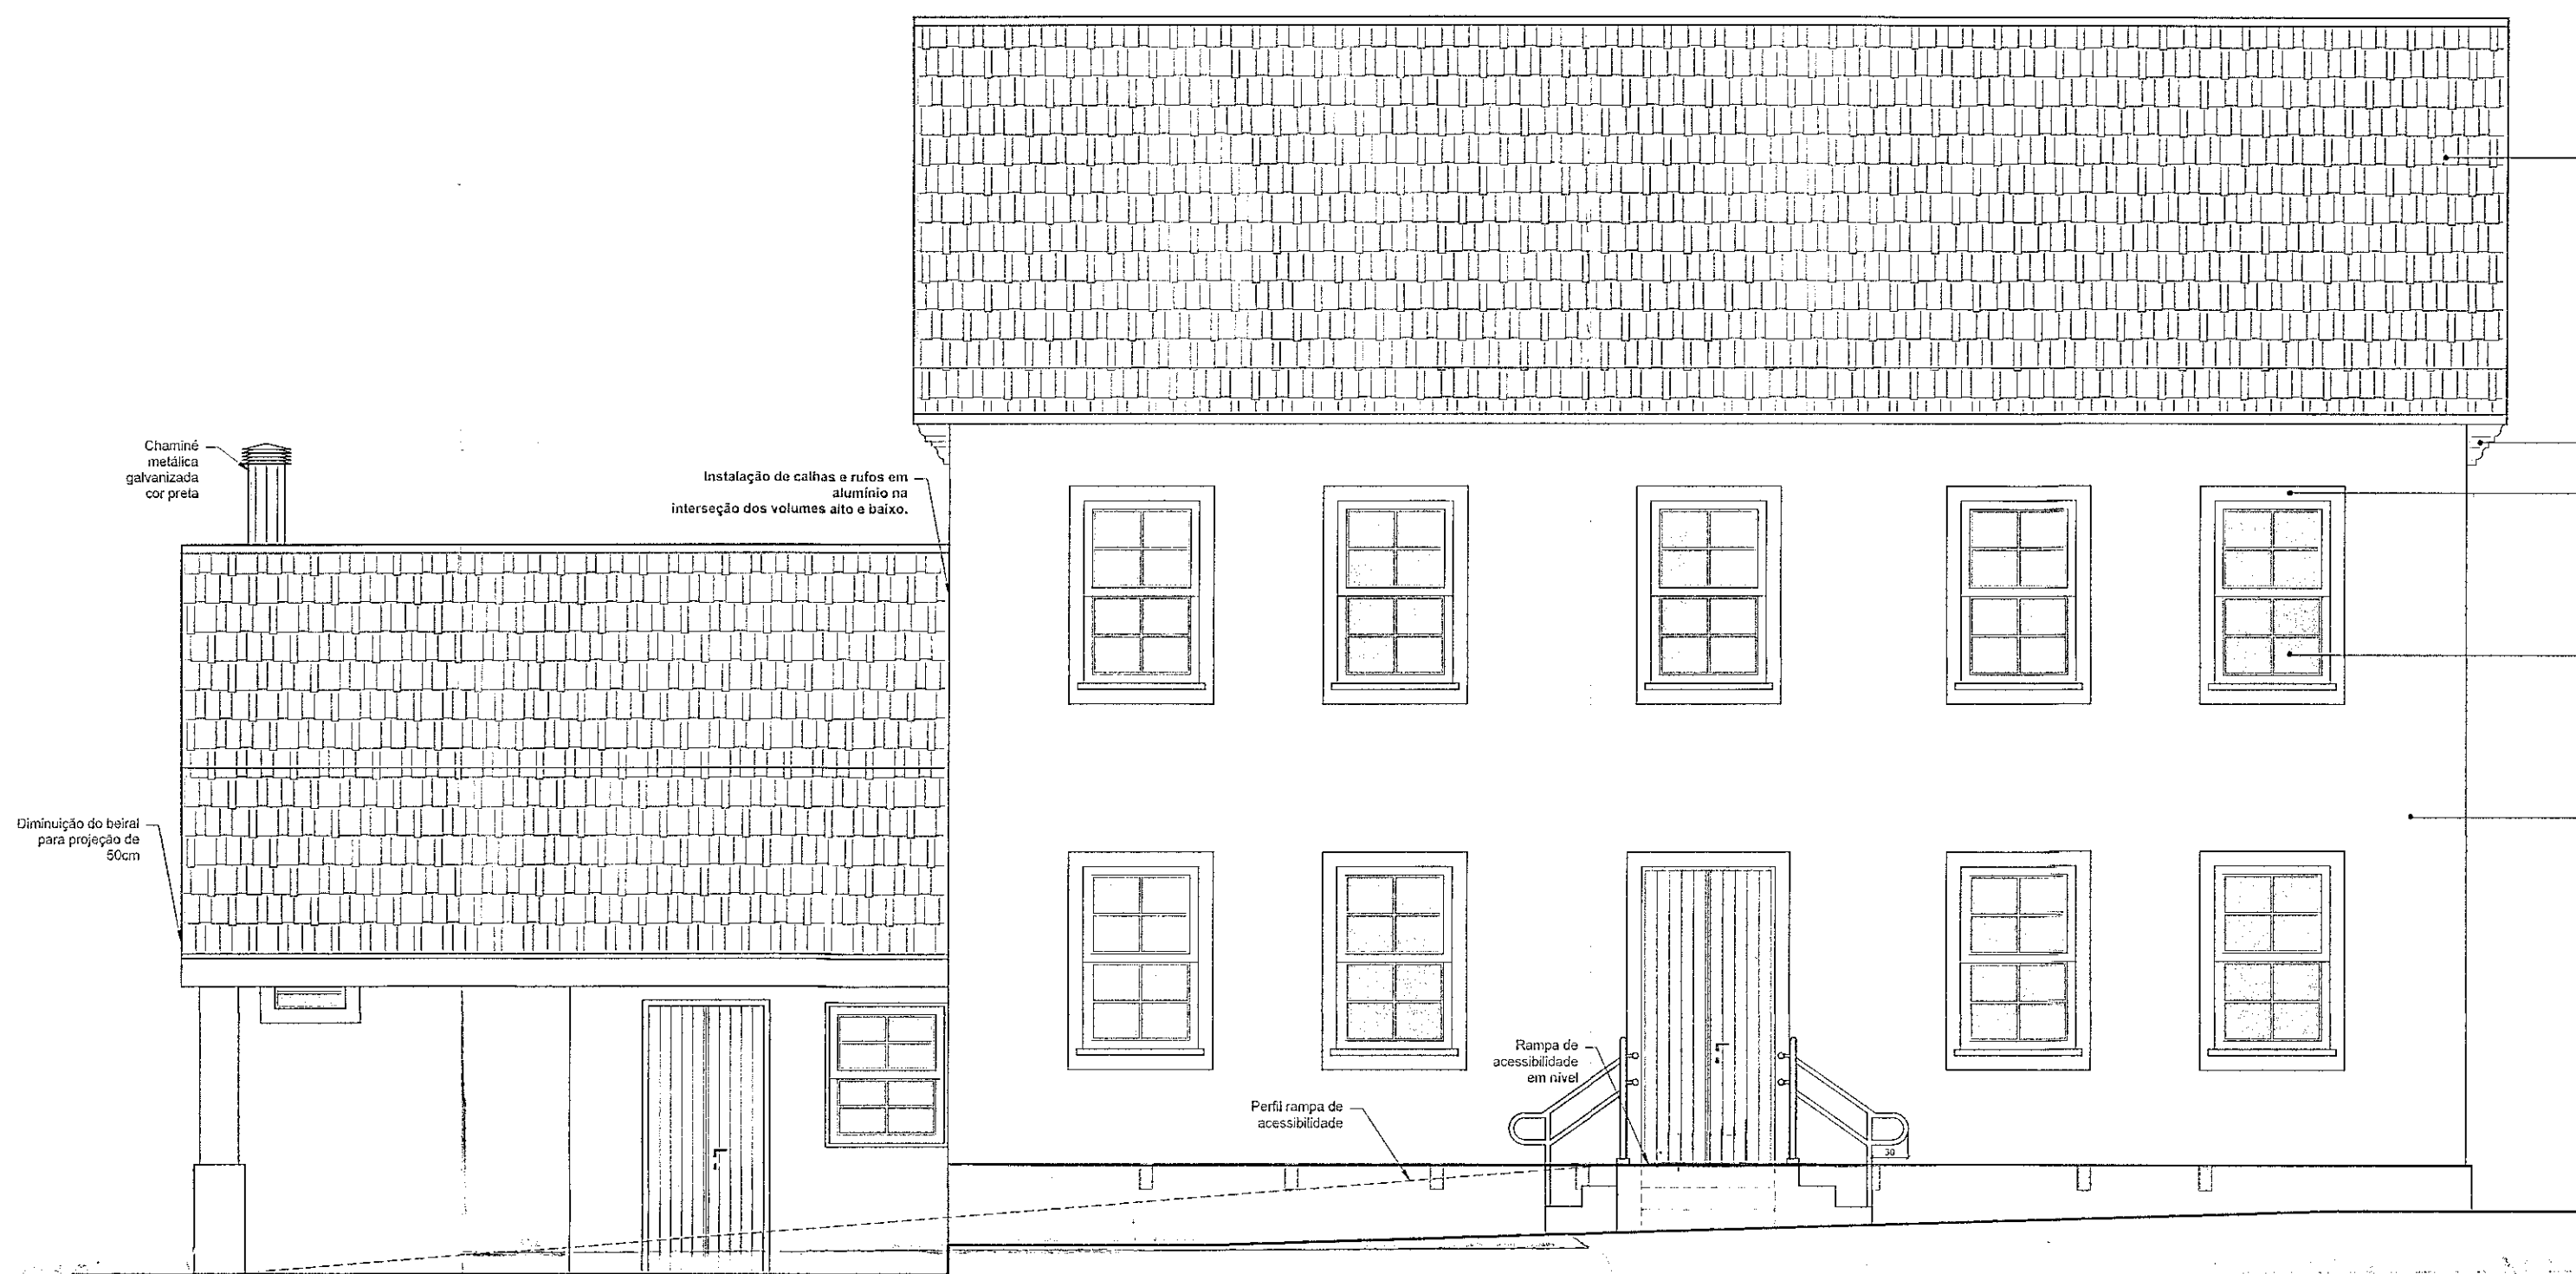 Chaminé
metálica
galvanizada
cor preta
Instalação de calhas e rufos em
alumínio na
interseção dos volumes alto e baixo.
Diminuição do beiral
para projeção de
50cm
Rampa de
acessibilidade
em nível
Perfil rampa de
acessibilidade
30